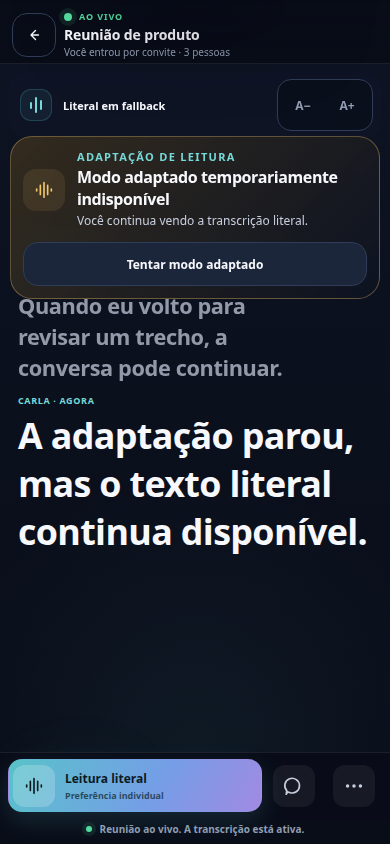 AO VIVO
Reunião de produto
Você entrou por convite · 3 pessoas
Literal em fallback
A−
A+
ADAPTAÇÃO DE LEITURA
Modo adaptado temporariamente
indisponível
Você continua vendo a transcrição literal.
Tentar modo adaptado
Quando eu volto para
revisar um trecho, a
conversa pode continuar.
CARLA · AGORA
A adaptação parou,
mas o texto literal
continua disponível.
Leitura literal
Preferência individual
Reunião ao vivo. A transcrição está ativa.